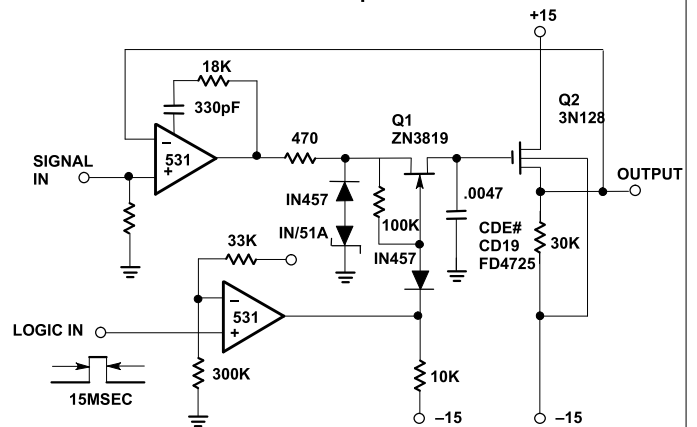 +15
18K
330pF
Q1
ZN3819
Q2
3N128
470
531
–
+
SIGNAL
IN
OUTPUT
IN457
IN/51A
100K
.0047
CDE#
CD19
FD4725
30K
IN457
33K
–
531
+
LOGIC IN
300K
10K
15MSEC
–15
–15